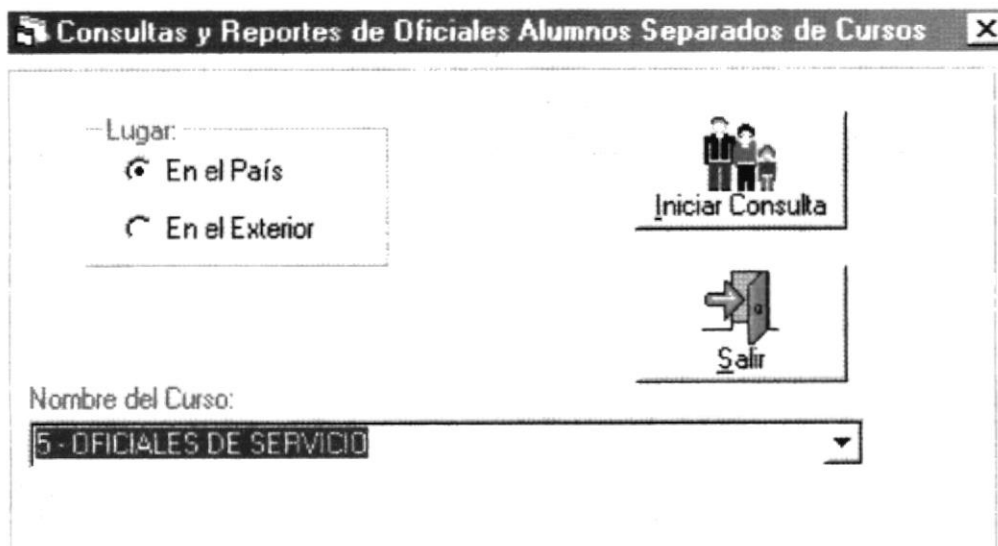 Consultas y Reportes de Oficiales Alumnos Separados de Cursos
Lugar:
En el País
En el Exterior
Iniciar Consulta
Salir
Nombre del Curso:
5 - OFICIALES DE SERVICIO